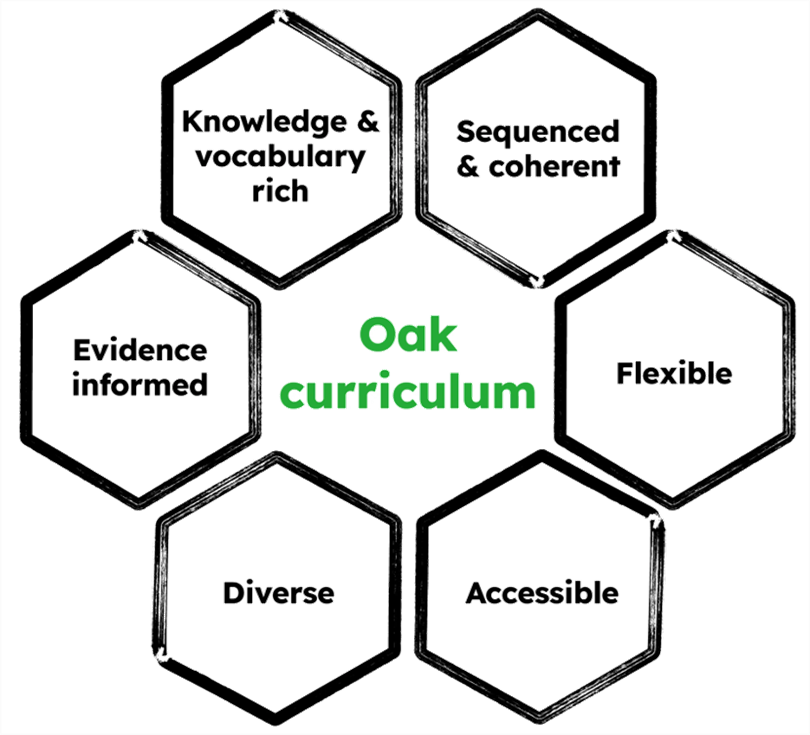 Knowledge &
vocabulary
rich
Sequenced
& coherent
Evidence
informed
Oak
curriculum
Flexible
Diverse
Accessible